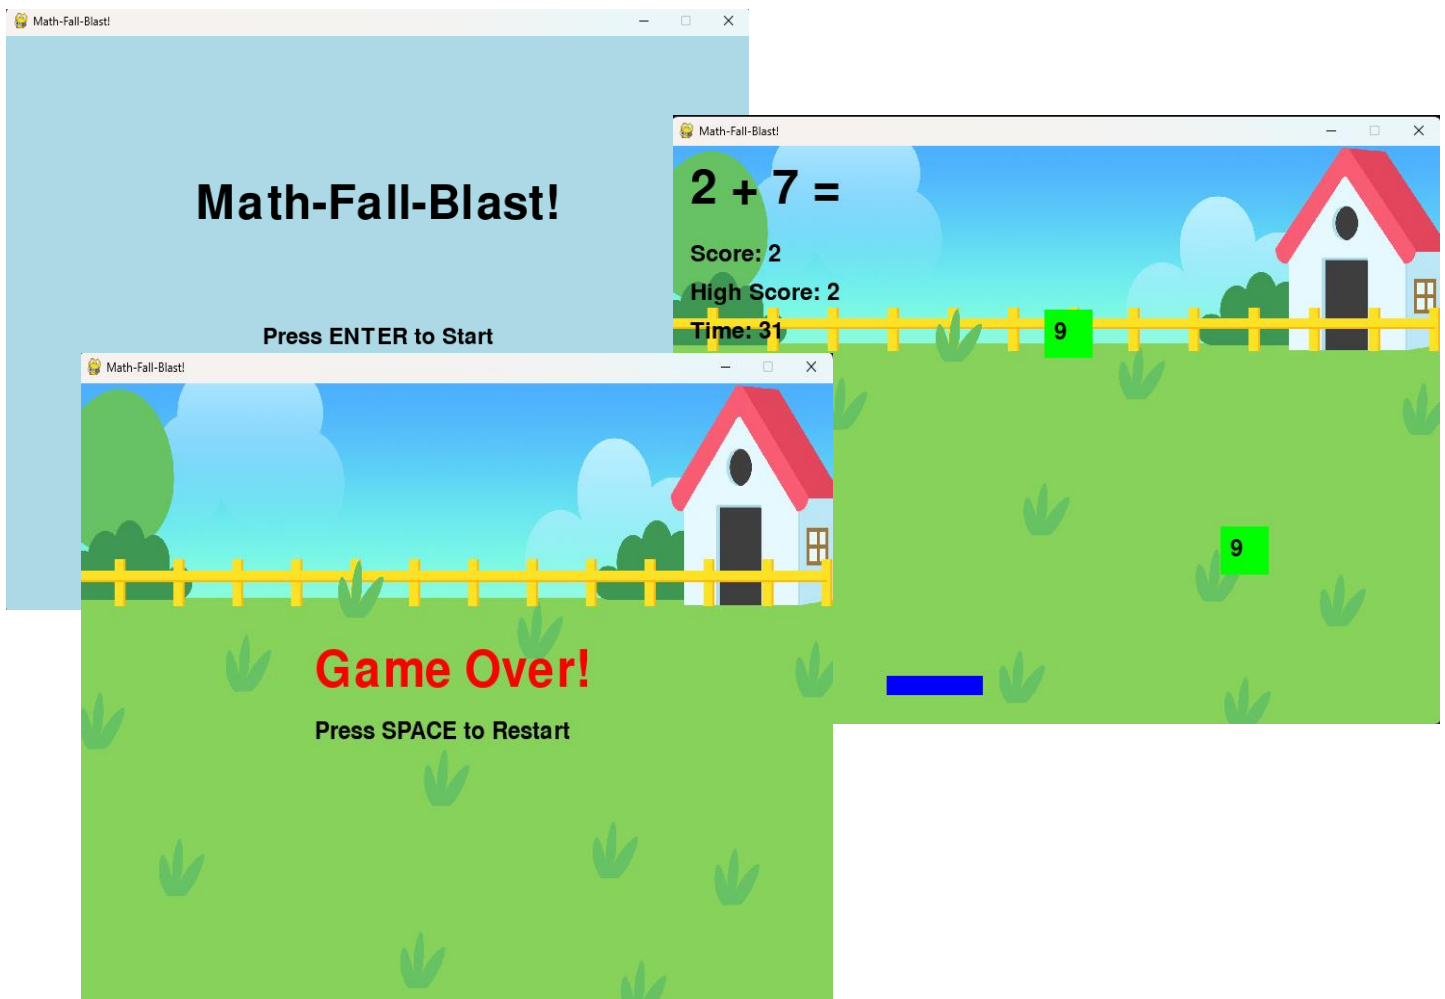 Math-Fall-Blast!
Math-Fall-Blast!
Press ENTER to Start
Math-Fall-Blast!
2 + 7 =
Score: 2
High Score: 2
Time: 31
9
9
Math-Fall-Blast!
Game Over!
Press SPACE to Restart